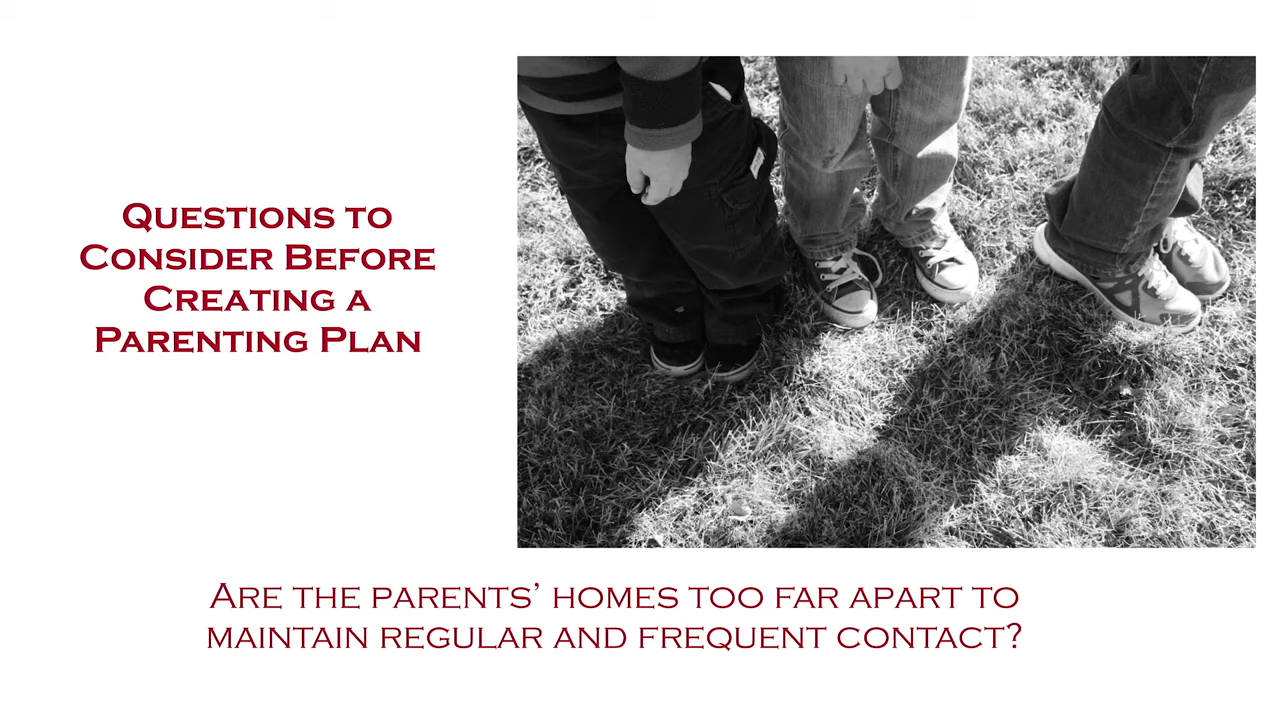 Questions to
Consider Before
Creating a
Parenting Plan
Are the parents’ homes too far apart to
maintain regular and frequent contact?